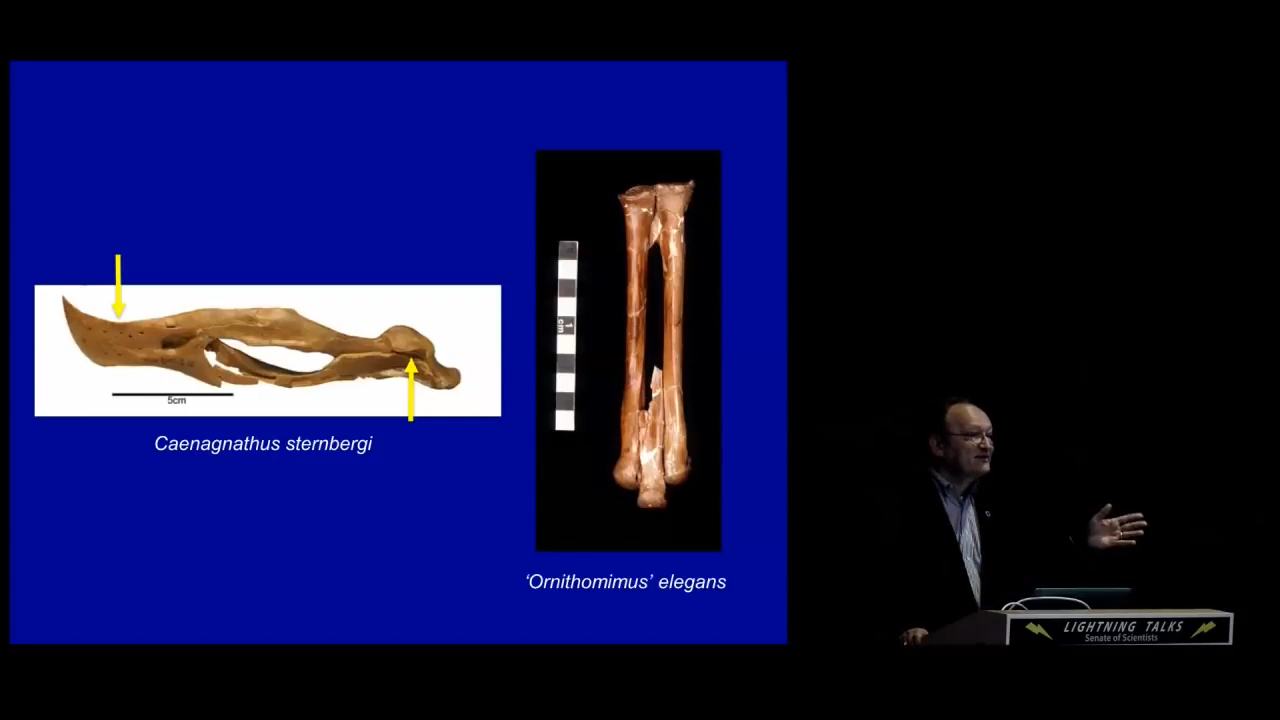 5cm
Caenagnathus sternbergi
1
cm
‘Ornithomimus’ elegans
LIGHTNING TALKS
Senate of Scientists